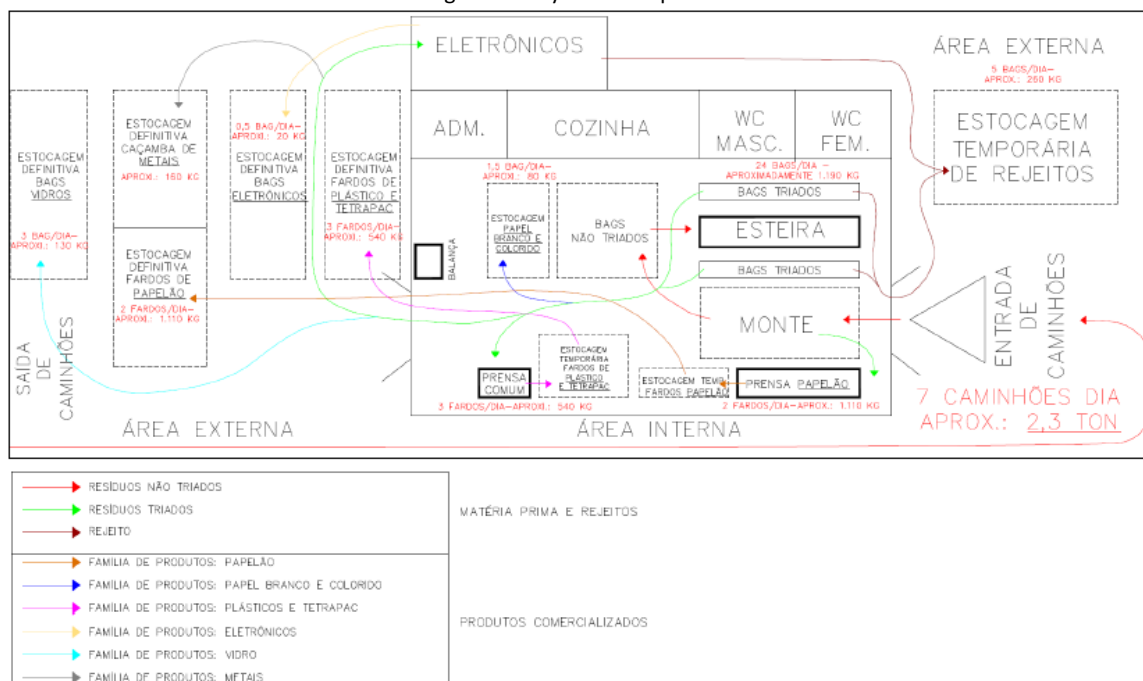 ELETRÔNICOS
ÁREA EXTERNA
5 BAGS/DIA-
APROX.: 260 KG
ESTOCAGEM
TEMPORÁRIA
DE REJEITOS
ADM.
COZINHA
WC
MASC.
WC
FEM.
ESTOCAGEM
DEFINITIVA
BAGS
VIDROS
3 BAG/DIA-
APROXI.: 130 KG
ESTOCAGEM
DEFINITIVA
CAÇAMBA DE
METAIS
APROXI.: 160 KG
0,5 BAG/DIA-
APROXI.: 20 KG
ESTOCAGEM
DEFINITIVA
BAGS
ELETRÔNICOS
ESTOCAGEM
DEFINITIVA
FARDOS DE
PLÁSTICO E
TETRAPAC
3 FARDOS/DIA-
APROX.: 540 KG
ESTOCAGEM
DEFINITIVA
FARDOS DE
PAPELÃO
2 FARDOS/DIA-
APROX.: 1.110 KG
1,5 BAG/DIA-
APROXI.: 80 KG
ESTOCAGEM
PAPEL
BRANCO E
COLORIDO
BAGS
NÃO TRIADOS
24 BAGS/DIA -
APROXIMADAMENTE 1.190 KG
BAGS TRIADOS
ESTEIRA
BAGS TRIADOS
BALANÇA
MONTE
ENTRADA
DE
CAMINHÕES
SAÍDA
DE
CAMINHÕES
PRENSA
COMUM
ESTOCAGEM
TEMPORÁRIA
FARDOS DE
PLÁSTICO
E TETRAPAC
ESTOCAGEM TEMP.
FARDOS PAPELÃO
PRENSA PAPELÃO
3 FARDOS/DIA-APROXI.: 540 KG
2 FARDOS/DIA-APROX.: 1.110 KG
7 CAMINHÕES DIA
APROX.: 2,3 TON
ÁREA EXTERNA
ÁREA INTERNA
RESÍDUOS NÃO TRIADOS
RESÍDUOS TRIADOS
REJEITO
MATÉRIA PRIMA E REJEITOS
FAMÍLIA DE PRODUTOS: PAPELÃO
FAMÍLIA DE PRODUTOS: PAPEL BRANCO E COLORIDO
FAMÍLIA DE PRODUTOS: PLÁSTICOS E TETRAPAC
FAMÍLIA DE PRODUTOS: ELETRÔNICOS
FAMÍLIA DE PRODUTOS: VIDRO
FAMÍLIA DE PRODUTOS: METAIS
PRODUTOS COMERCIALIZADOS